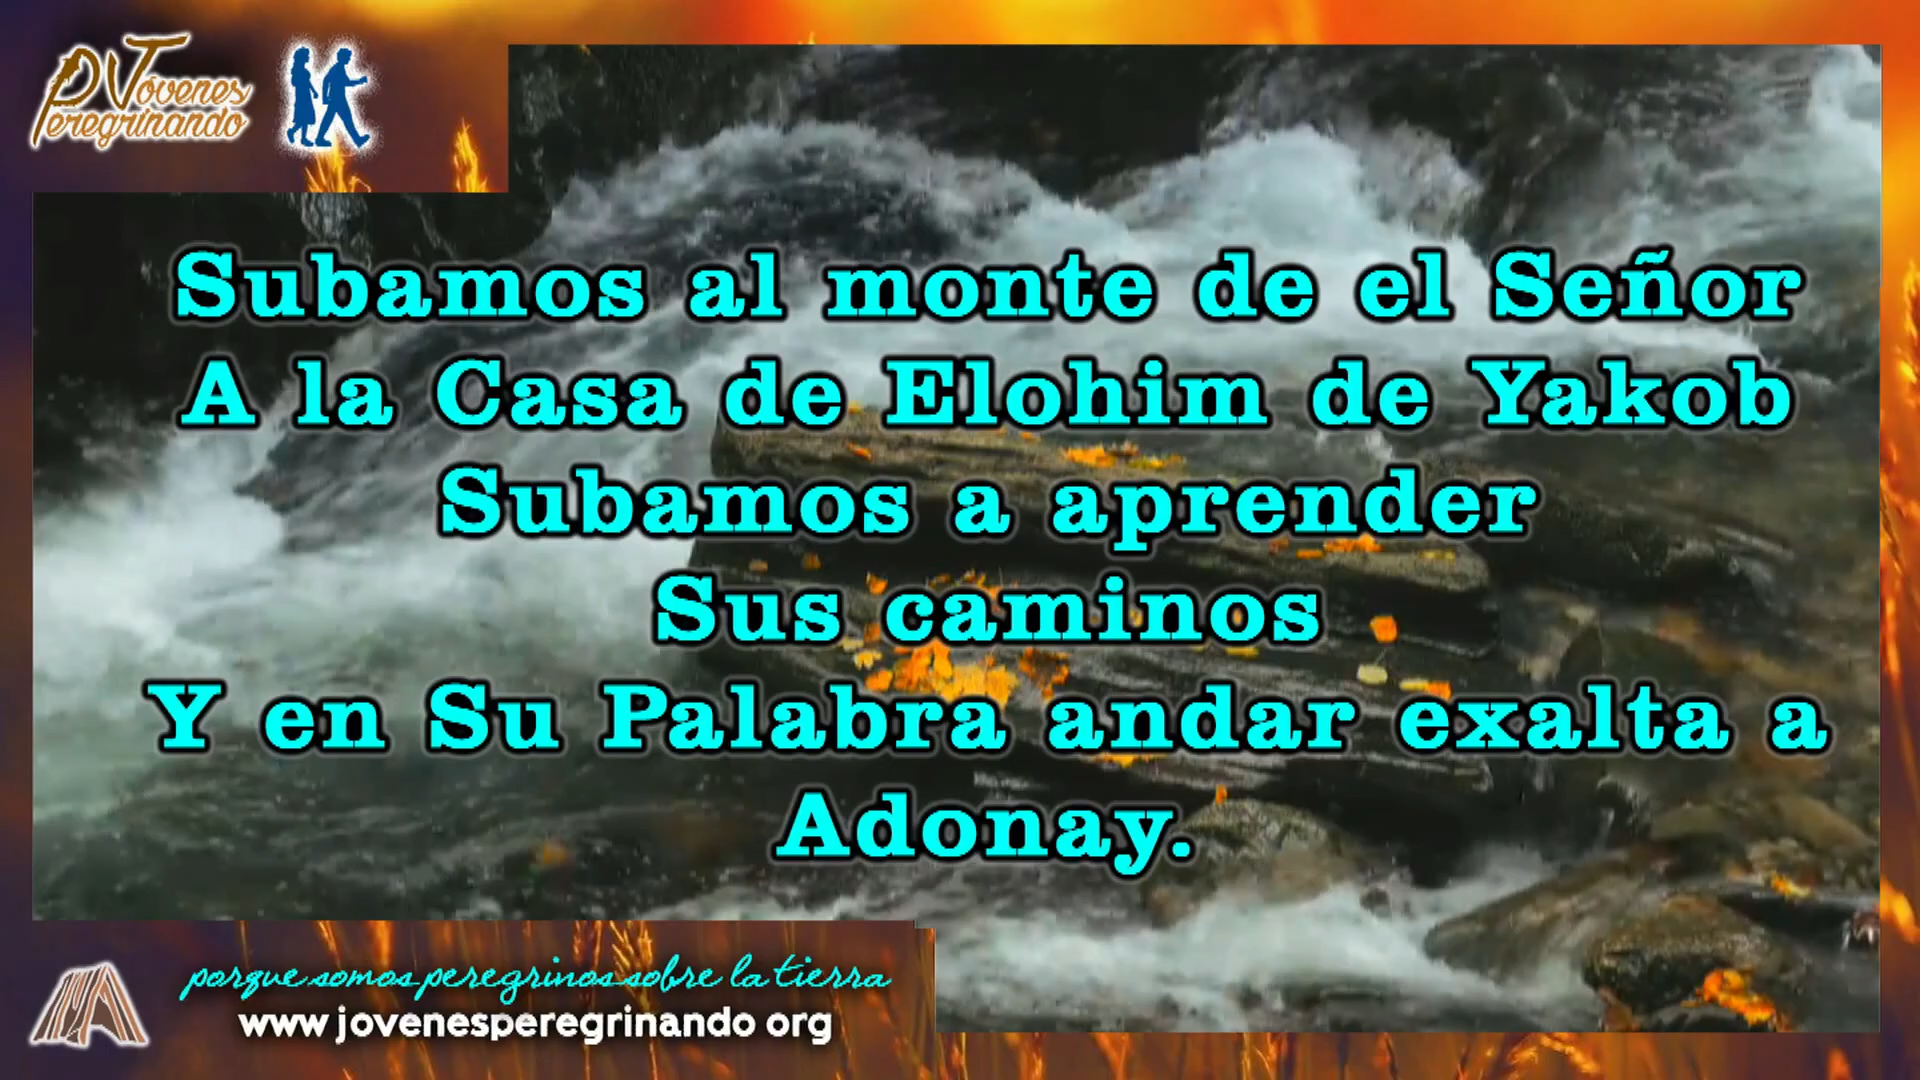 Jóvenes
Peregrinando
Subamos al monte de el Señor
A la Casa de Elohim de Yakob
Subamos a aprender
Sus caminos
Y en Su Palabra andar exalta a
Adonay.
porque somos peregrinos sobre la tierra
www jovenesperegrinando org